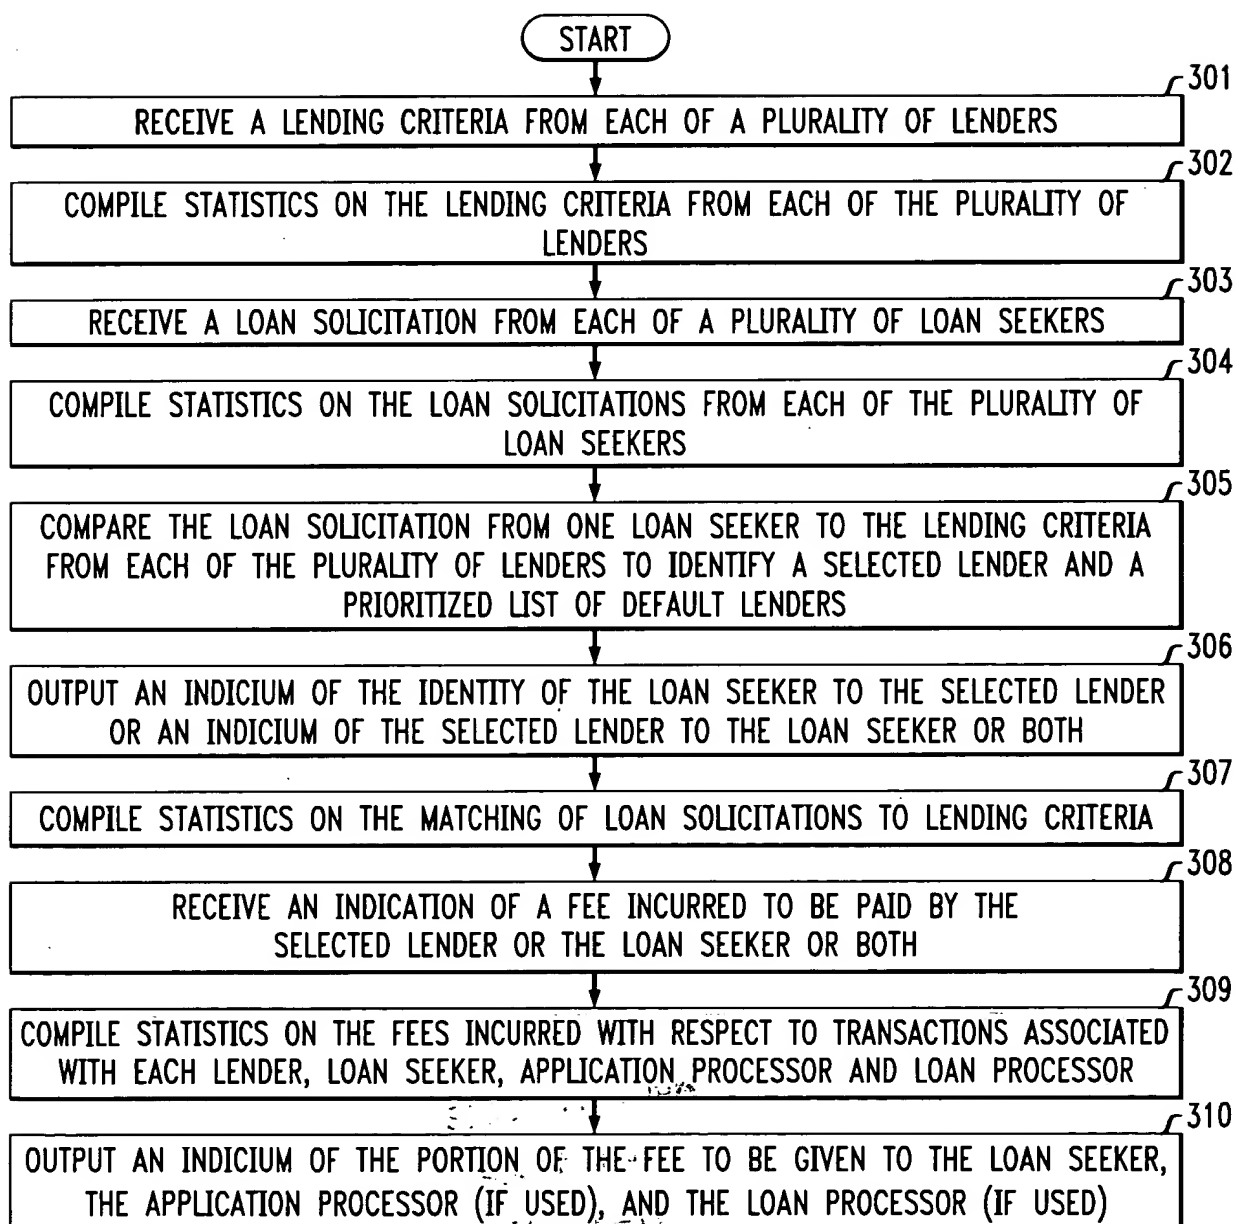 START
301
RECEIVE A LENDING CRITERIA FROM EACH OF A PLURALITY OF LENDERS
302
COMPILE STATISTICS ON THE LENDING CRITERIA FROM EACH OF THE PLURALITY OF
LENDERS
303
RECEIVE A LOAN SOLICITATION FROM EACH OF A PLURALITY OF LOAN SEEKERS
304
COMPILE STATISTICS ON THE LOAN SOLICITATIONS FROM EACH OF THE PLURALITY OF
LOAN SEEKERS
305
COMPARE THE LOAN SOLICITATION FROM ONE LOAN SEEKER TO THE LENDING CRITERIA
FROM EACH OF THE PLURALITY OF LENDERS TO IDENTIFY A SELECTED LENDER AND A
PRIORITIZED LIST OF DEFAULT LENDERS
306
OUTPUT AN INDICIUM OF THE IDENTITY OF THE LOAN SEEKER TO THE SELECTED LENDER
OR AN INDICIUM OF THE SELECTED LENDER TO THE LOAN SEEKER OR BOTH
307
COMPILE STATISTICS ON THE MATCHING OF LOAN SOLICITATIONS TO LENDING CRITERIA
308
RECEIVE AN INDICATION OF A FEE INCURRED TO BE PAID BY THE
SELECTED LENDER OR THE LOAN SEEKER OR BOTH
309
COMPILE STATISTICS ON THE FEES INCURRED WITH RESPECT TO TRANSACTIONS ASSOCIATED
WITH EACH LENDER, LOAN SEEKER, APPLICATION PROCESSOR AND LOAN PROCESSOR
310
OUTPUT AN INDICIUM OF THE PORTION OF THE FEE TO BE GIVEN TO THE LOAN SEEKER,
THE APPLICATION PROCESSOR (IF USED), AND THE LOAN PROCESSOR (IF USED)